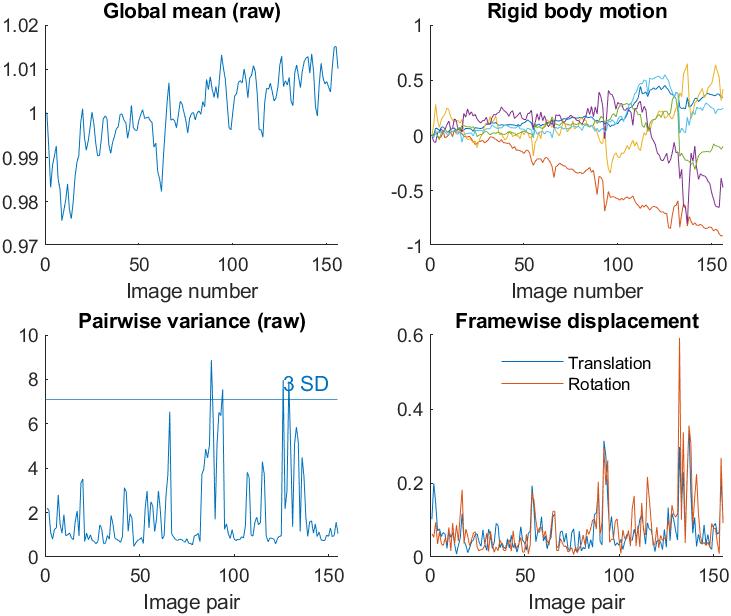 Global mean (raw)
1.02
1.01
1
0.99
0.98
0.97
0 50 100 150
Image number
Rigid body motion
1
0.5
0
-0.5
-1
0 50 100 150
Image number
Pairwise variance (raw)
10
8
6
4
2
0
3 SD
0 50 100 150
Image pair
Framewise displacement
0.6
0.4
0.2
0
Translation
Rotation
0 50 100 150
Image pair